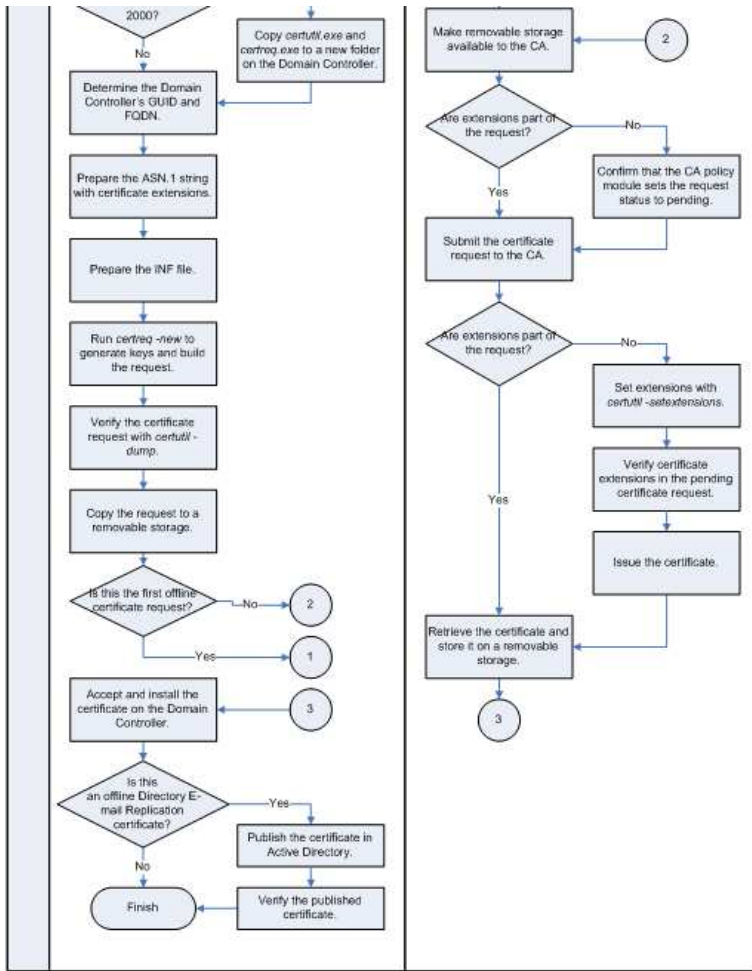 2000?
No
Copy certutil.exe and
certreq.exe to a new folder
on the Domain Controller.
Determine the Domain
Controller's GUID and
FQDN.
Prepare the ASN.1 string
with certificate extensions.
Prepare the INF file.
Run certreq -new to
generate keys and build
the request.
Verify the certificate
request with certutil -
dump.
Copy the request to a
removable storage.
Is this the first offline
certificate request?
No
2
Yes
1
Accept and install the
certificate on the Domain
Controller.
3
Is this
an offline Directory E-
mail Replication
certificate?
Yes
No
Publish the certificate in
Active Directory.
Verify the published
certificate.
Finish
Make removable storage
available to the CA.
2
Are extensions part of
the request?
No
Yes
Confirm that the CA policy
module sets the request
status to pending.
Submit the certificate
request to the CA.
Are extensions part of
the request?
No
Set extensions with
certutil -setextensions.
Verify certificate
extensions in the pending
certificate request.
Yes
Issue the certificate.
Retrieve the certificate and
store it on a removable
storage.
3